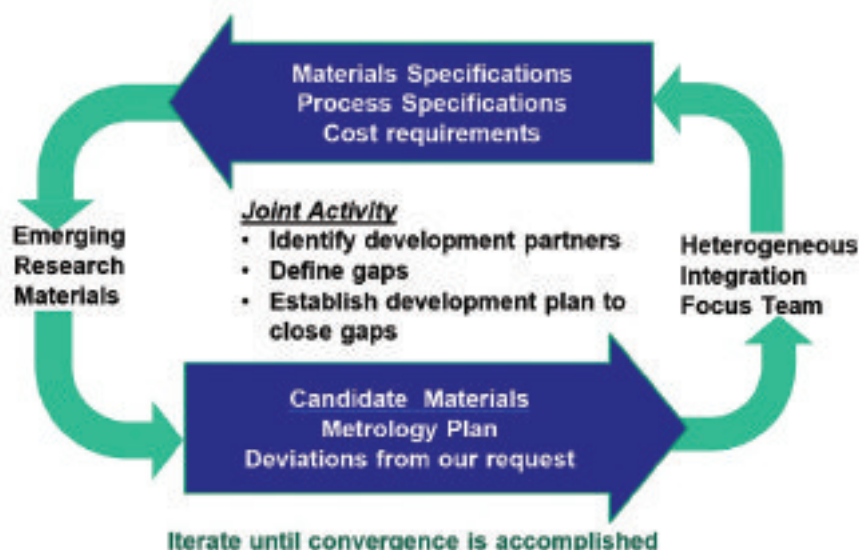 Materials Specifications
Process Specifications
Cost requirements
Joint Activity
• Identify development partners
• Define gaps
• Establish development plan to
close gaps
Emerging
Research
Materials
Heterogeneous
Integration
Focus Team
Candidate Materials
Metrology Plan
Deviations from our request
Iterate until convergence is accomplished